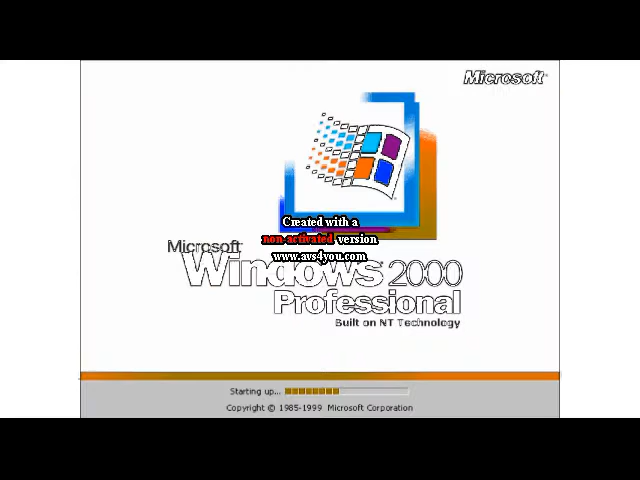 Microsoft
Created with a
non-activated version
www.avs4you.com
Microsoft
Windows 2000
Professional
Built on NT Technology
Starting up...
Copyright © 1985-1999 Microsoft Corporation